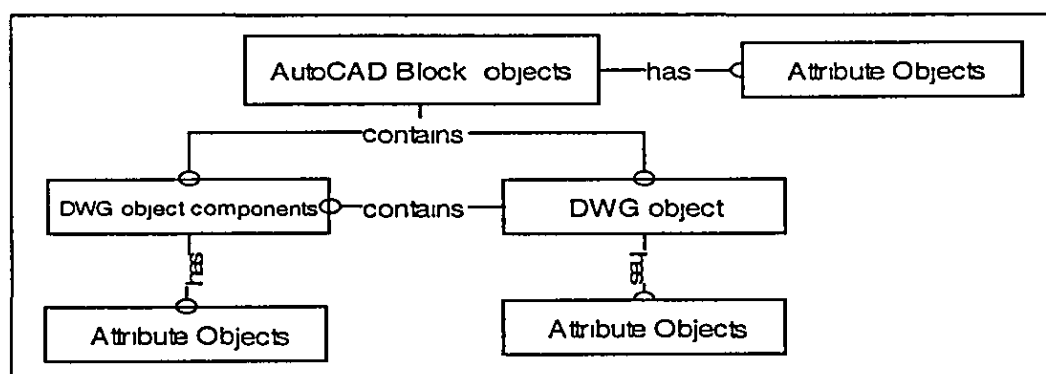 AutoCAD Block objects
has
Attribute Objects
contains
DWG object components
contains
DWG object
has
has
Attribute Objects
Attribute Objects